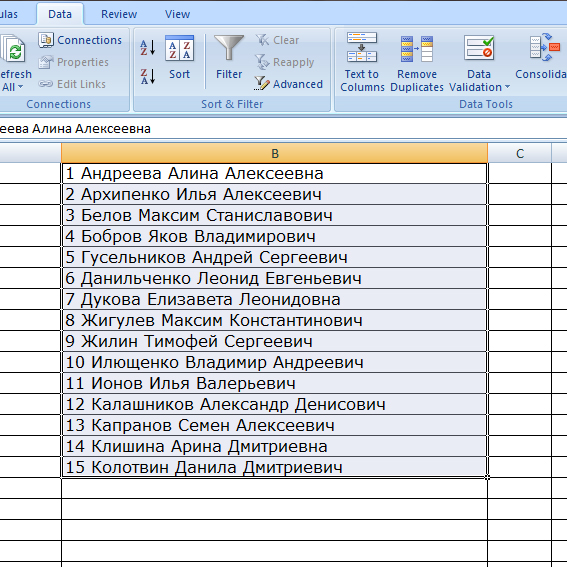 ulas Data Review View
Connections
Properties
Edit Links
efresh
All
Connections
A
Z
Z
A
Sort
Filter
Clear
Reapply
Advanced
Sort & Filter
Text to
Columns
Remove
Duplicates
Data
Validation
Consolida
Data Tools
еева Алина Алексеевна
B C
1 Андреева Алина Алексеевна
2 Архипенко Илья Алексеевич
3 Белов Максим Станиславович
4 Бобров Яков Владимирович
5 Гусельников Андрей Сергеевич
6 Данильченко Леонид Евгеньевич
7 Дукова Елизавета Леонидовна
8 Жигулев Максим Константинович
9 Жилин Тимофей Сергеевич
10 Илющенко Владимир Андреевич
11 Ионов Илья Валерьевич
12 Калашников Александр Денисович
13 Капранов Семен Алексеевич
14 Клишина Арина Дмитриевна
15 Колотвин Данила Дмитриевич